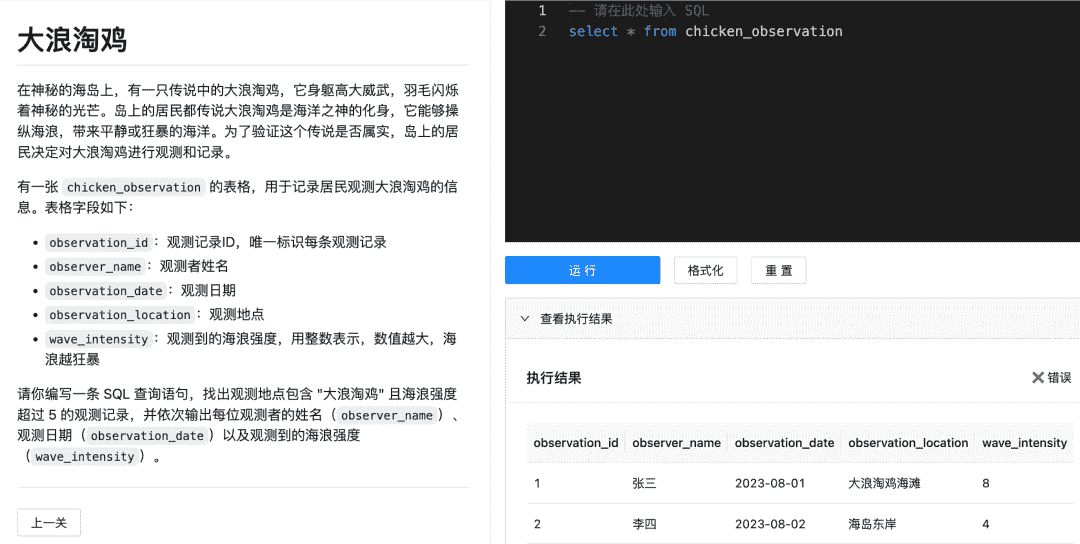 大浪淘鸡
在神秘的海岛上，有一只传说中的大浪淘鸡，它身躯高大威武，羽毛闪烁
着神秘的光芒。岛上的居民都传说大浪淘鸡是海洋之神的化身，它能够操
纵海浪，带来平静或狂暴的海洋。为了验证这个传说是否属实，岛上的居
民决定对大浪淘鸡进行观测和记录。
有一张 chicken_observation 的表格，用于记录居民观测大浪淘鸡的信
息。表格字段如下：
• observation_id ：观测记录ID，唯一标识每条观测记录
• observer_name ：观测者姓名
• observation_date ：观测日期
• observation_location ：观测地点
• wave_intensity ：观测到的海浪强度，用整数表示，数值越大，海
浪越狂暴
请你编写一条 SQL 查询语句，找出观测地点包含 "大浪淘鸡" 且海浪强度
超过 5 的观测记录，并依次输出每位观测者的姓名（ observer_name ）、
观测日期（ observation_date ）以及观测到的海浪强度
（ wave_intensity ）。
上一关
1 -- 请在此处输入 SQL
2 select * from chicken_observation
运 行 格式化 重 置
查看执行结果
执行结果 ❌ 错误
observation_id observer_name observation_date observation_location wave_intensity
1 张三 2023-08-01 大浪淘鸡海滩 8
2 李四 2023-08-02 海岛东岸 4